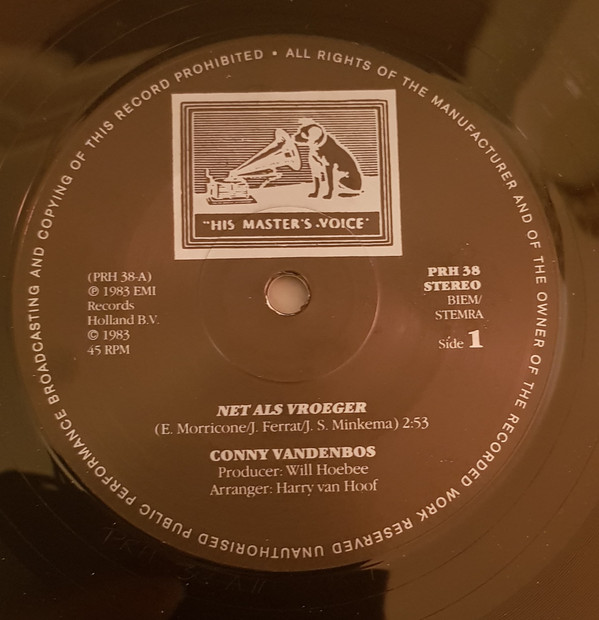 ALL RIGHTS OF THE MANUFACTURER AND OF THE OWNER OF THE RECORDED WORK RESERVED UNAUTHORISED PUBLIC PERFORMANCE BROADCASTING AND COPYING OF THIS RECORD PROHIBITED •
"HIS MASTER'S VOICE"
(PRH 38-A)
℗ 1983 EMI
Records
Holland B.V.
© 1983
45 RPM
PRH 38
STEREO
BIEM/
STEMRA
Side 1
NET ALS VROEGER
(E. Morricone/J. Ferrat/J. S. Minkema) 2:53
CONNY VANDENBOS
Producer: Will Hoebee
Arranger: Harry van Hoof